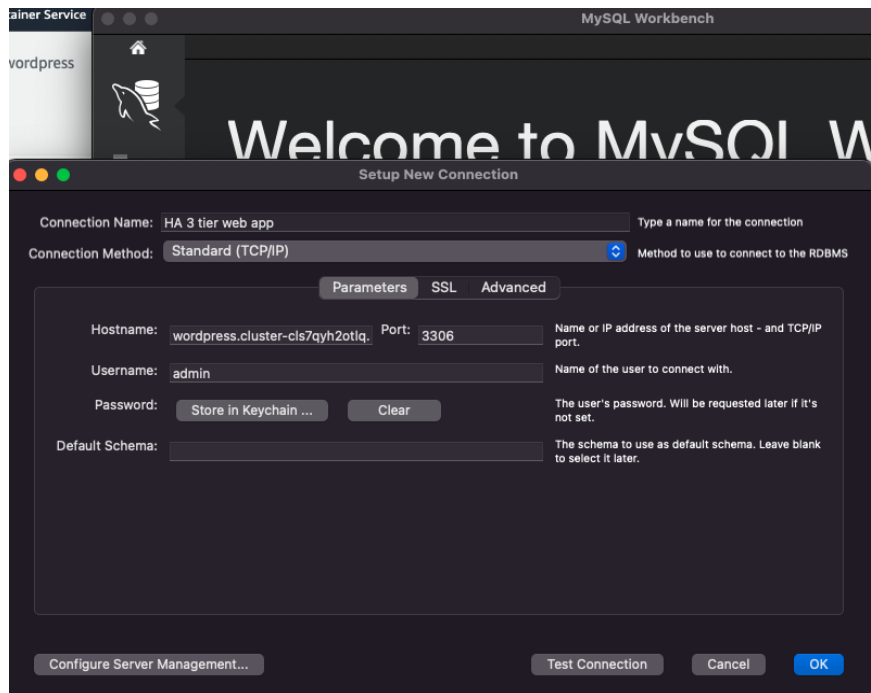 ainer Service
MySQL Workbench
wordpress
Welcome to MySQL W
Setup New Connection
Connection Name: HA 3 tier web app Type a name for the connection
Connection Method: Standard (TCP/IP) Method to use to connect to the RDBMS
Parameters SSL Advanced
Hostname: wordpress.cluster-cls7qyh2otlq. Port: 3306 Name or IP address of the server host - and TCP/IP
port.
Username: admin Name of the user to connect with.
Password: Store in Keychain ... Clear The user's password. Will be requested later if it's
not set.
Default Schema: The schema to use as default schema. Leave blank
to select it later.
Configure Server Management... Test Connection Cancel OK